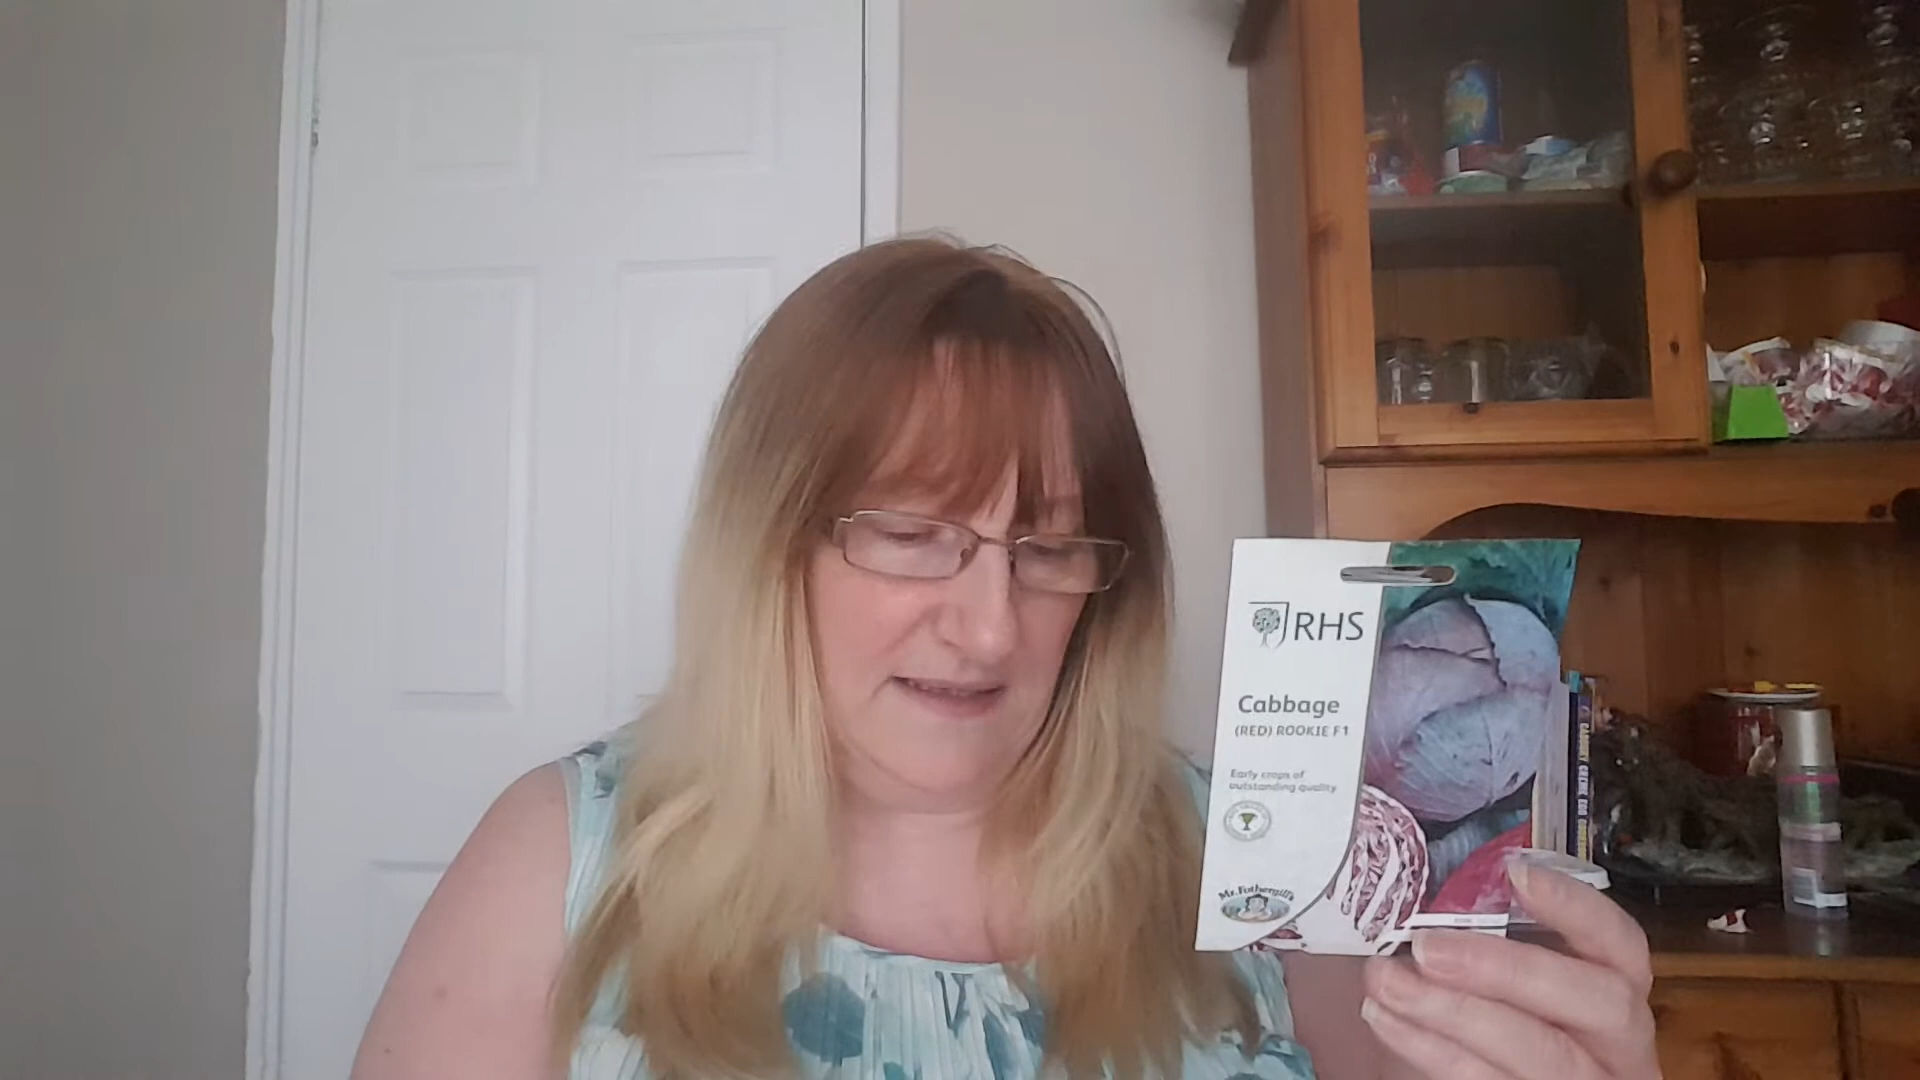 RHS
Cabbage
(RED) ROOKIE F1
Early crops of
outstanding quality
Mr. Fothergill's